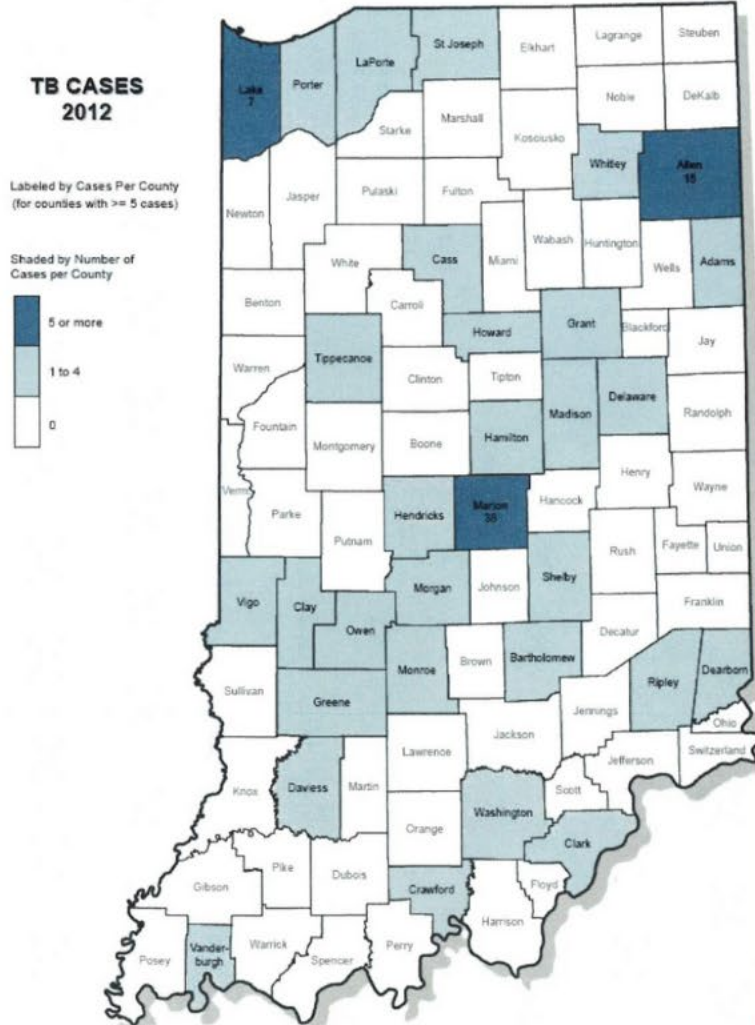 TB CASES
2012
Labeled by Cases Per County
(for counties with >= 5 cases)
Shaded by Number of
Cases per County
5 or more
1 to 4
0
Lake
7
Porter
LaPorte
St Joseph
Elkhart
Lagrange
Steuben
Noble
DeKalb
Starke
Marshall
Kosciusko
Whitley
Allen
15
Newton
Jasper
Pulaski
Fulton
White
Cass
Miami
Wabash
Huntington
Wells
Adams
Benton
Carroll
Howard
Grant
Blackford
Jay
Warren
Tippecanoe
Clinton
Tipton
Madison
Delaware
Randolph
Fountain
Montgomery
Boone
Hamilton
Henry
Wayne
Parke
Putnam
Hendricks
Marion
Hancock
Rush
Fayette
Union
Vigo
Clay
Owen
Morgan
Johnson
Shelby
Decatur
Franklin
Sullivan
Greene
Monroe
Brown
Bartholomew
Jennings
Ripley
Dearborn
Ohio
Switzerland
Knox
Daviess
Martin
Lawrence
Jackson
Scott
Jefferson
Washington
Clark
Orange
Gibson
Pike
Dubois
Crawford
Floyd
Harrison
Posey
Vander-
burgh
Warrick
Spencer
Perry